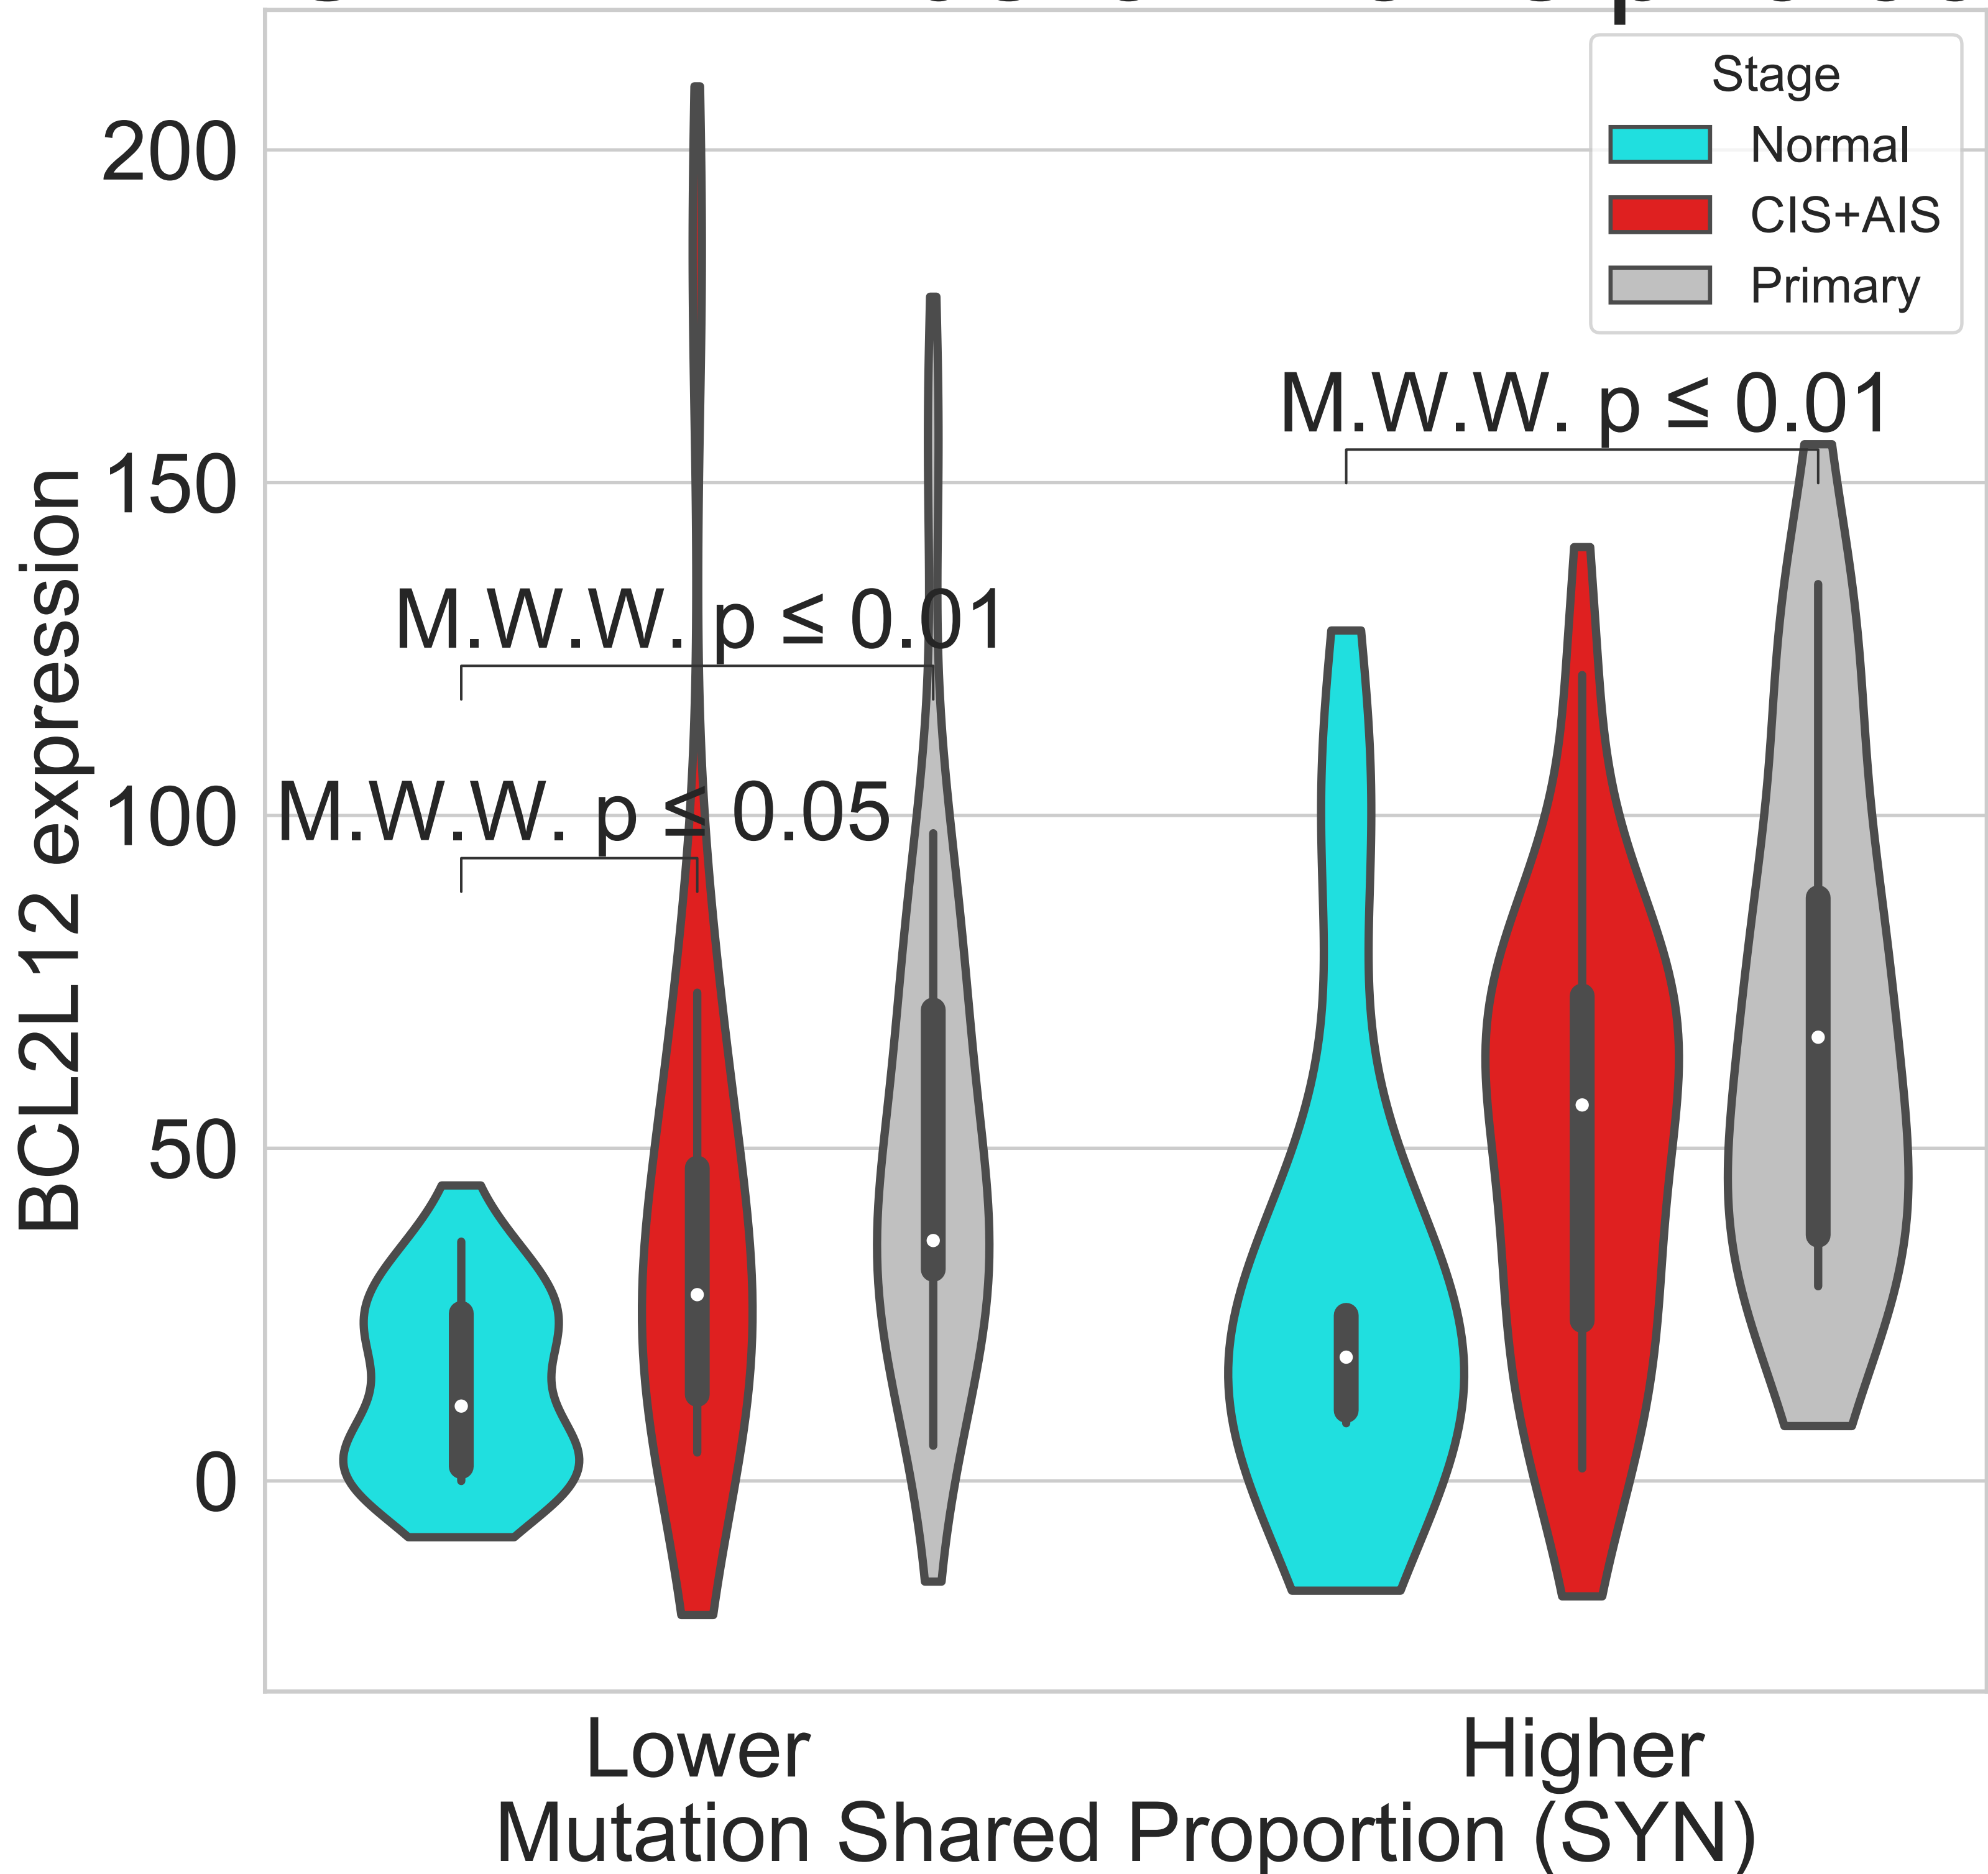 Stage
Normal
CIS+AIS
Primary
200
150
100
50
0
BCL2L12 expression
M.W.W. p ≤ 0.01
M.W.W. p ≤ 0.01
M.W.W. p ≤ 0.05
Lower
Higher
Mutation Shared Proportion (SYN)